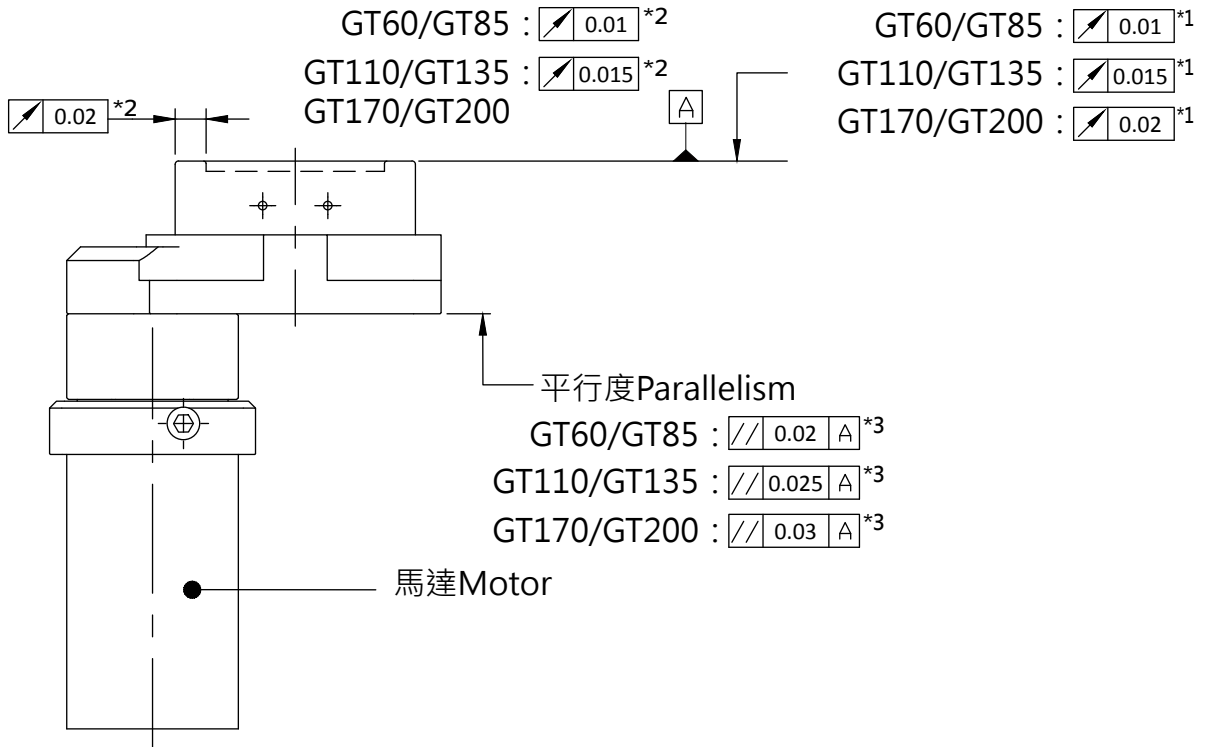 GT60/GT85 : 0.01 *2
GT110/GT135 : 0.015 *2
GT170/GT200
GT60/GT85 : 0.01 *1
GT110/GT135 : 0.015 *1
GT170/GT200 : 0.02 *1
0.02 *2
A
平行度Parallelism
GT60/GT85 : // 0.02 A *3
GT110/GT135 : // 0.025 A *3
GT170/GT200 : // 0.03 A *3
馬達Motor